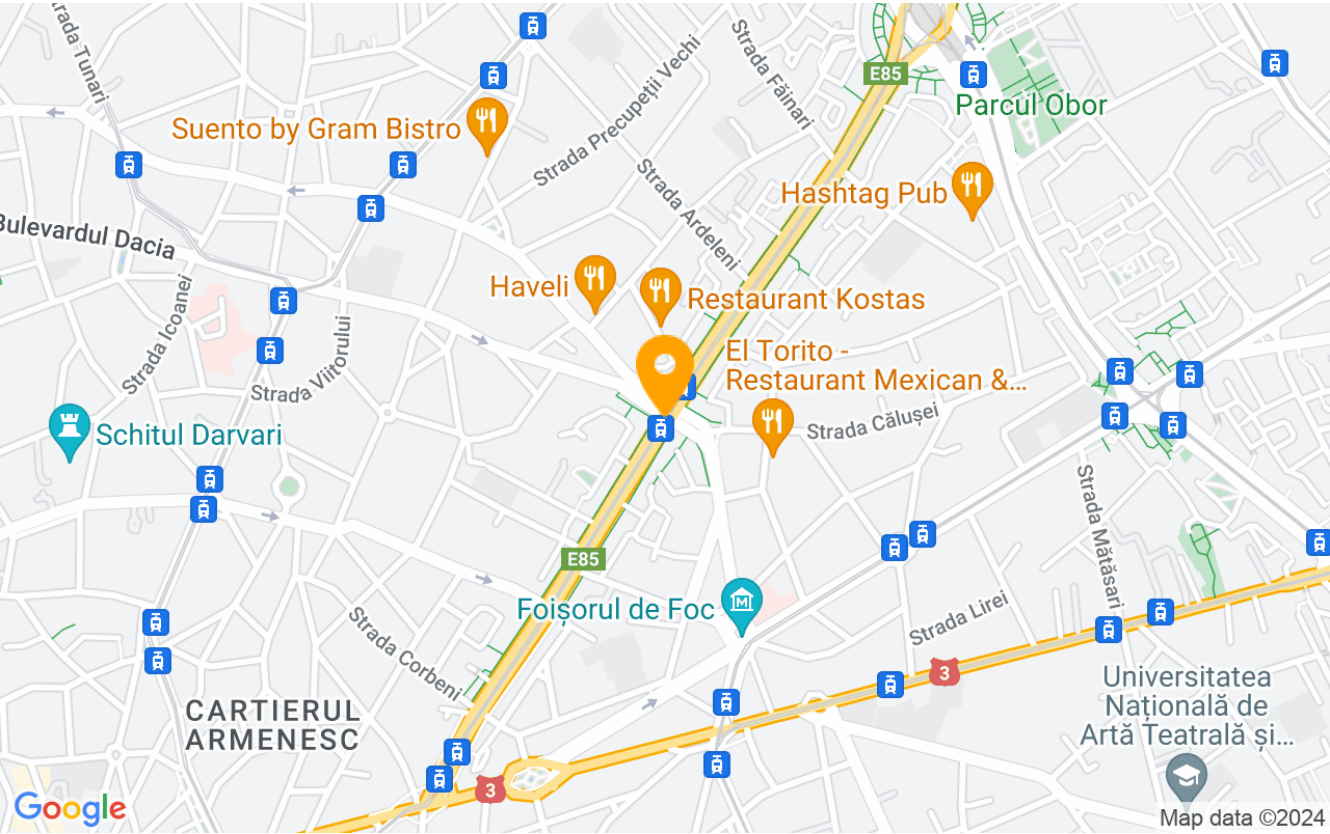 Strada Tunari
Strada Precupeții Vechi
Strada Făinari
E85
Parcul Obor
Suento by Gram Bistro
Strada Ardeleni
Hashtag Pub
Bulevardul Dacia
Strada Icoanei
Haveli
Restaurant Kostas
Strada Viitorului
El Torito -
Restaurant Mexican &...
Strada Călușei
Schitul Darvari
Strada Mătăsari
E85
Foișorul de Foc
Strada Lirei
Strada Corbeni
3
Universitatea
Națională de
Artă Teatrală și...
CARTIERUL
ARMENESC
3
Google
Map data ©2024